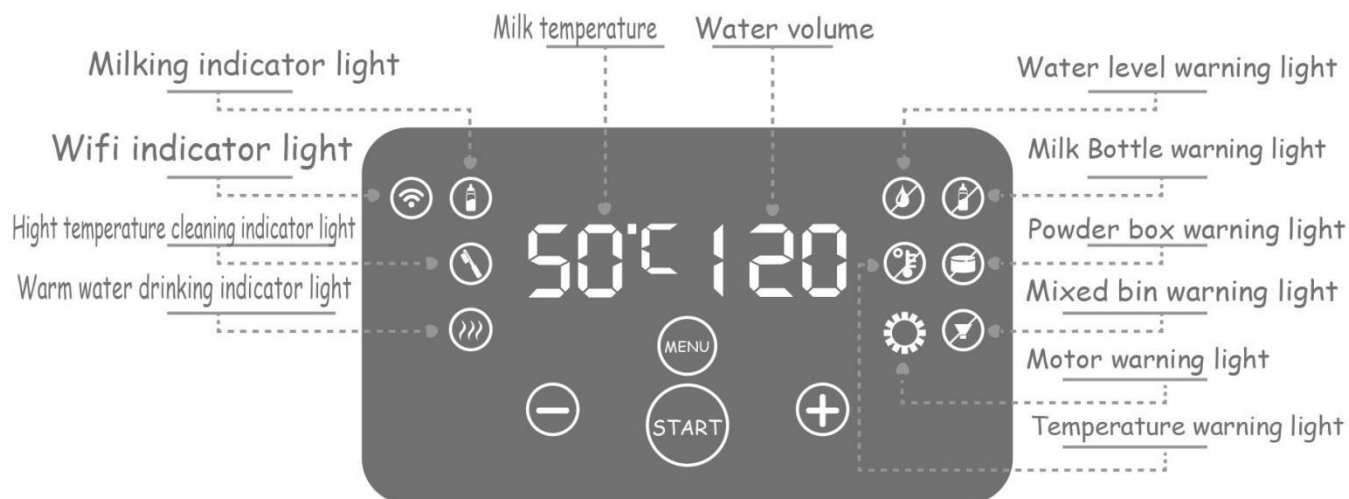 Milk temperature
Water volume
Milking indicator light
Water level warning light
Wifi indicator light
Milk Bottle warning light
Hight temperature cleaning indicator light
Powder box warning light
Warm water drinking indicator light
Mixed bin warning light
50°C 120
MENU
Motor warning light
START
Temperature warning light